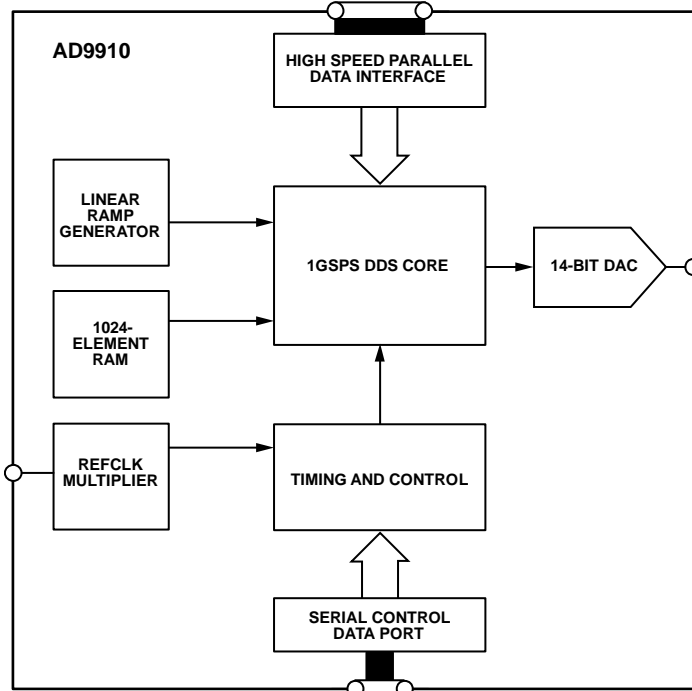 AD9910
HIGH SPEED PARALLEL
DATA INTERFACE
LINEAR
RAMP
GENERATOR
1GSPS DDS CORE
14-BIT DAC
1024-
ELEMENT
RAM
REFCLK
MULTIPLIER
TIMING AND CONTROL
SERIAL CONTROL
DATA PORT